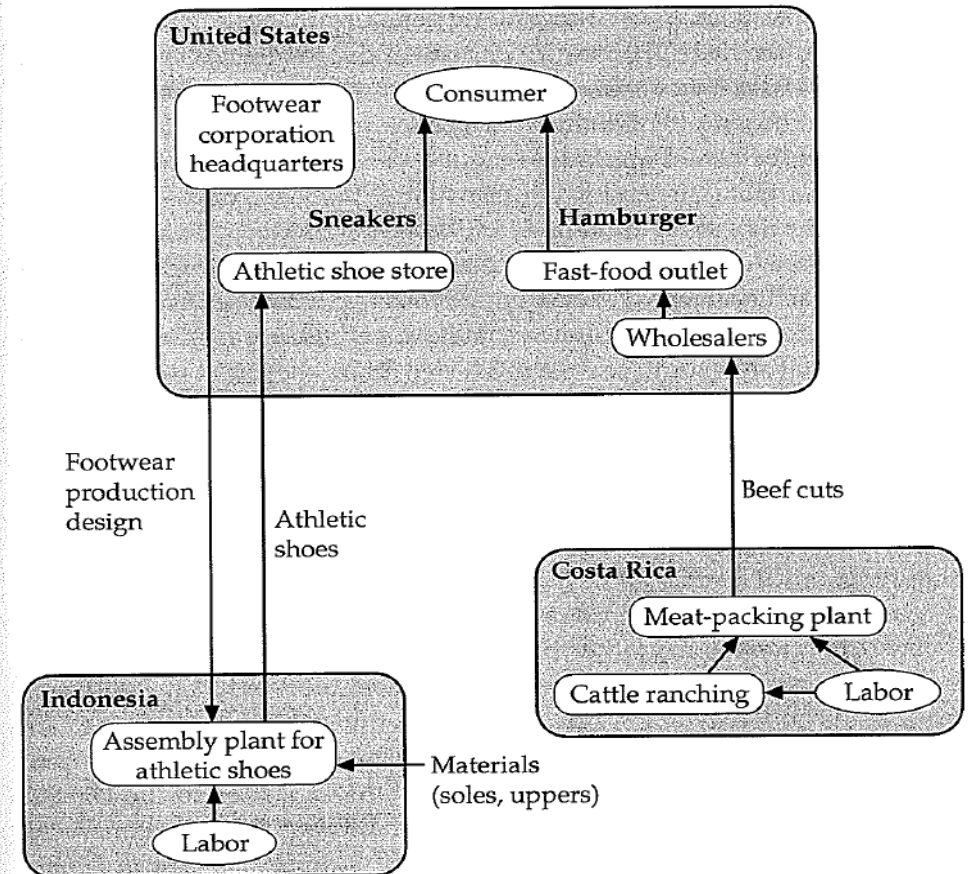 United States
Footwear
corporation
headquarters
Consumer
Sneakers
Hamburger
Athletic shoe store
Fast-food outlet
Wholesalers
Footwear
production
design
Athletic
shoes
Beef cuts
Costa Rica
Meat-packing plant
Cattle ranching
Labor
Indonesia
Assembly plant for
athletic shoes
Materials
(soles, uppers)
Labor